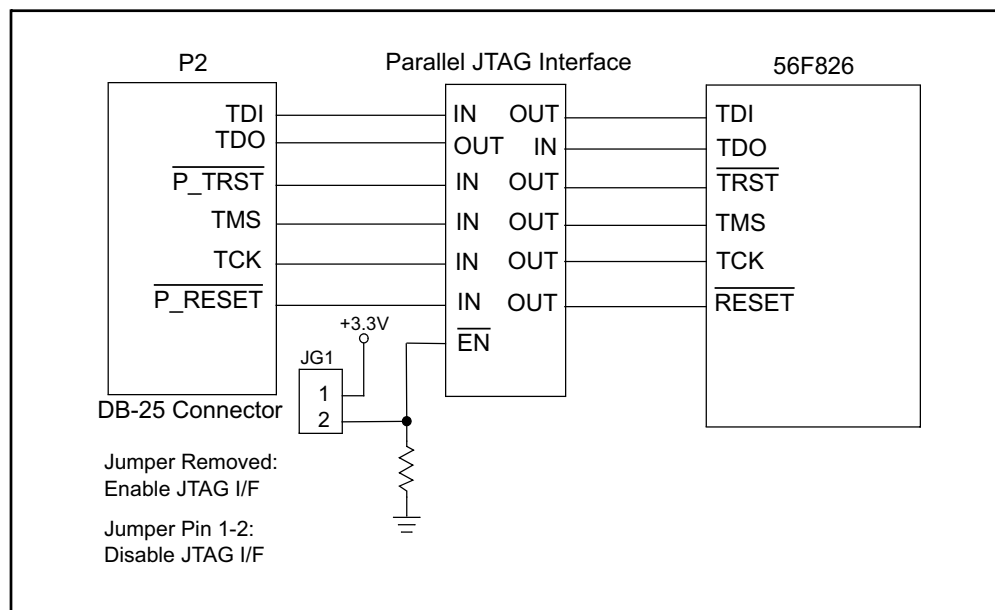 P2 Parallel JTAG Interface 56F826
TDI IN OUT TDI
TDO OUT IN TDO
P_TRST IN OUT TRST
TMS IN OUT TMS
TCK IN OUT TCK
P_RESET IN OUT RESET
+3.3V EN
JG1
1
2
DB-25 Connector
Jumper Removed:
Enable JTAG I/F
Jumper Pin 1-2:
Disable JTAG I/F